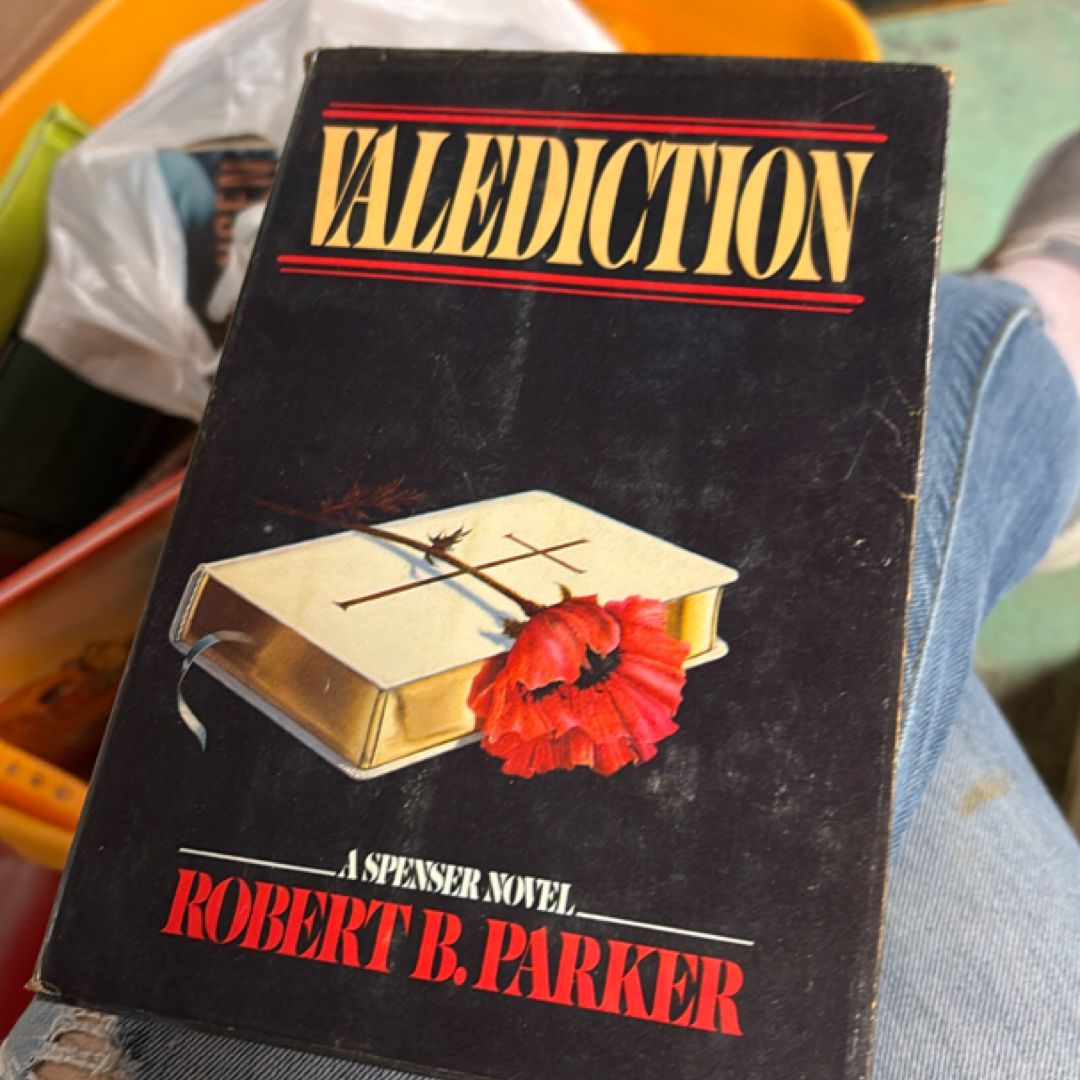 VALEDICTION
A SPENSER NOVEL
ROBERT B. PARKER